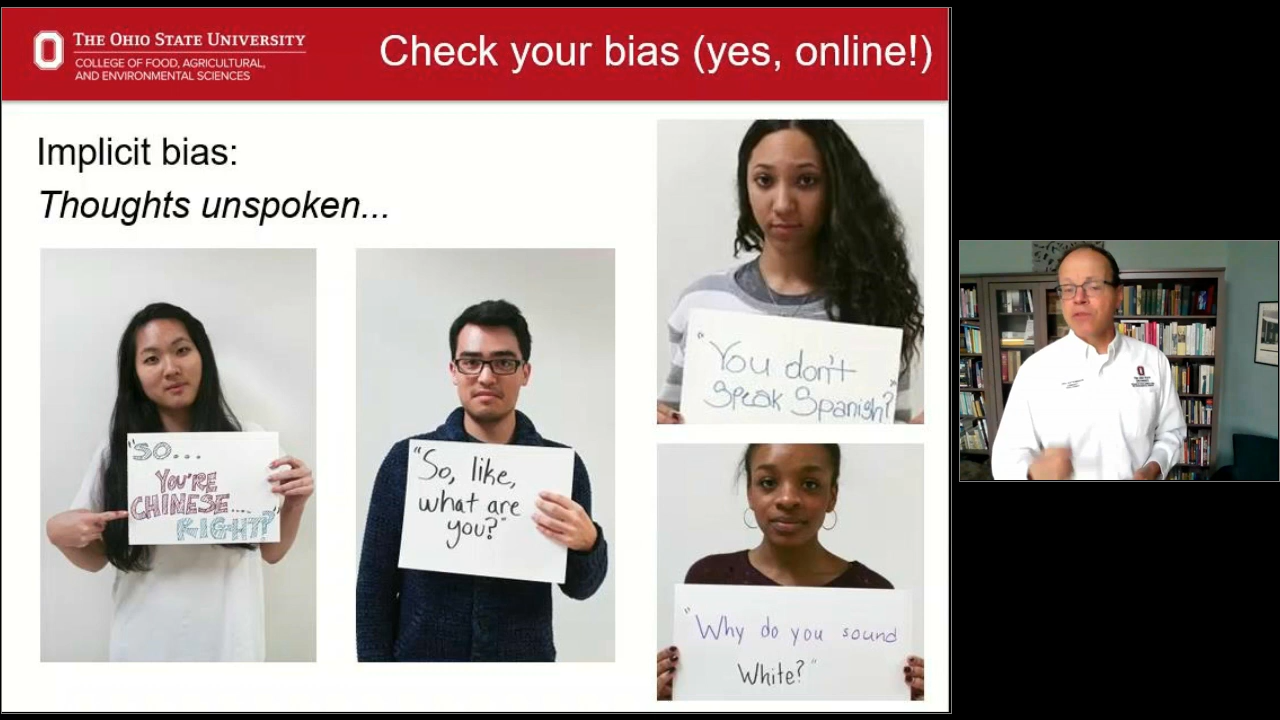 THE OHIO STATE UNIVERSITY
COLLEGE OF FOOD, AGRICULTURAL,
AND ENVIRONMENTAL SCIENCES
Check your bias (yes, online!)
Implicit bias:
Thoughts unspoken...
"SO...
YOU'RE
CHINESE....
RIGHT?"
"So, like,
what are
you?"
"You don't
Speak Spanish?"
"Why do you sound
White?"